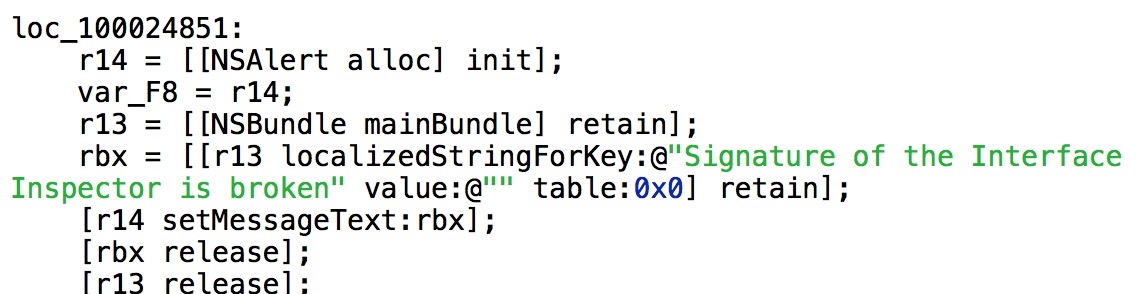 loc_100024851:
r14 = [[NSAlert alloc] init];
var_F8 = r14;
r13 = [[NSBundle mainBundle] retain];
rbx = [[r13 localizedStringForKey:@"Signature of the Interface
Inspector is broken" value:@"" table:0x0] retain];
[r14 setMessageText:rbx];
[rbx release];
[r13 release];